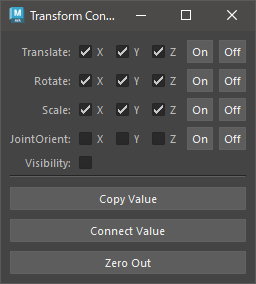 Transform Con...
Translate: X Y Z On Off
Rotate: X Y Z On Off
Scale: X Y Z On Off
JointOrient: X Y Z On Off
Visibility:
Copy Value
Connect Value
Zero Out